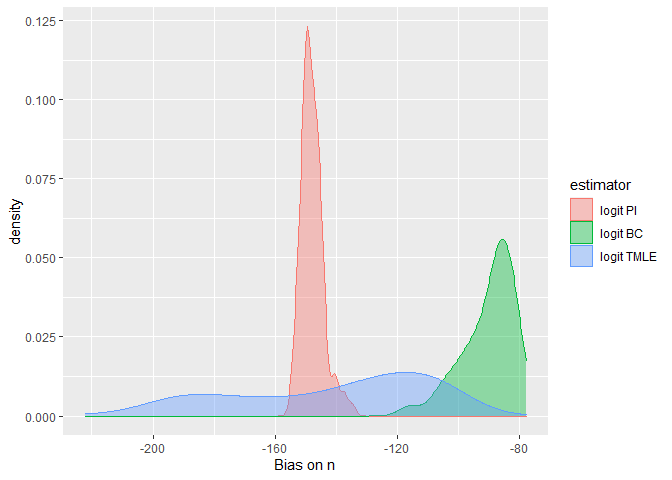 0.125
0.100
0.075
0.050
0.025
0.000
density
-200
-160
-120
-80
Bias on n
estimator
logit PI
logit BC
logit TMLE